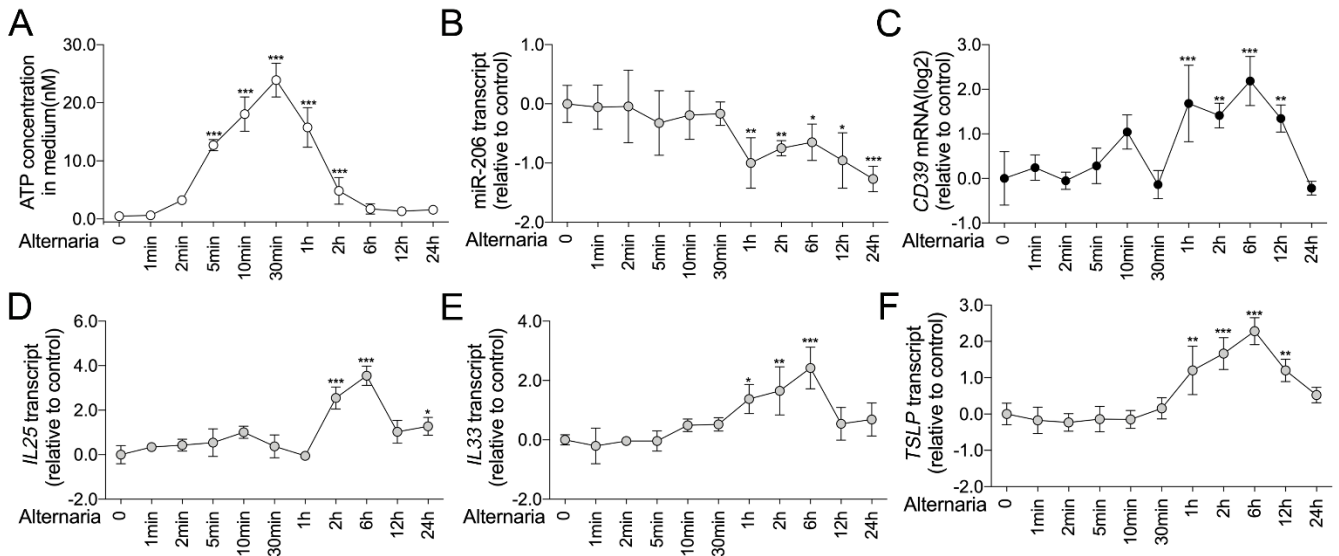 A
ATP concentration
in medium(nM)
30.0
20.0
10.0
0.0
*** *** *** *** ***
Alternaria
0 1min 2min 5min 10min 30min 1h 2h 6h 12h 24h
B
miR-206 transcript
(relative to control)
1.0
0.0
-1.0
-2.0
** ** * * ***
Alternaria
0 1min 2min 5min 10min 30min 1h 2h 6h 12h 24h
C
CD39 mRNA(log2)
(relative to control)
3.0
2.0
1.0
0.0
-1.0
*** ** *** **
Alternaria
0 1min 2min 5min 10min 30min 1h 2h 6h 12h 24h
D
IL25 transcript
(relative to control)
6.0
4.0
2.0
0.0
-2.0
*** *** *
Alternaria
0 1min 2min 5min 10min 30min 1h 2h 6h 12h 24h
E
IL33 transcript
(relative to control)
4.0
2.0
0.0
-2.0
* ** ***
Alternaria
0 1min 2min 5min 10min 30min 1h 2h 6h 12h 24h
F
TSLP transcript
(relative to control)
3.0
2.0
1.0
0.0
-1.0
-2.0
** *** *** **
Alternaria
0 1min 2min 5min 10min 30min 1h 2h 6h 12h 24h